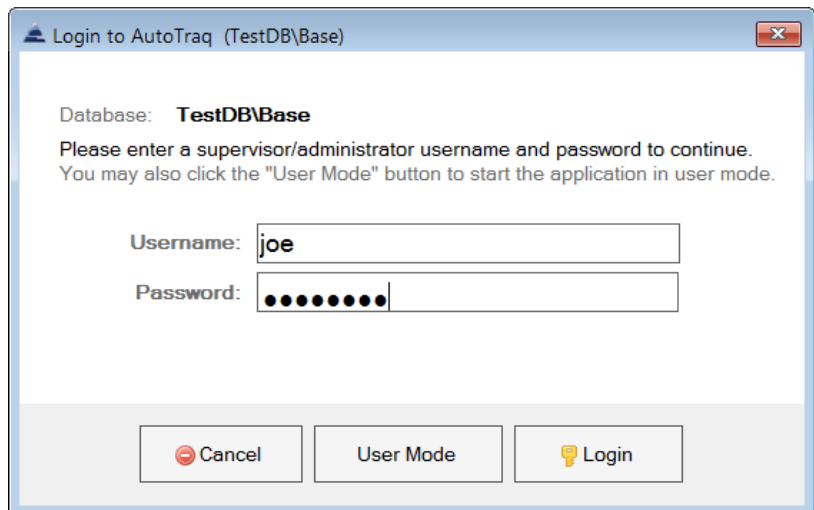 Login to AutoTraq (TestDB\Base)
Database: TestDB\Base
Please enter a supervisor/administrator username and password to continue.
You may also click the "User Mode" button to start the application in user mode.
Username: joe
Password: ●●●●●●●●
Cancel User Mode Login